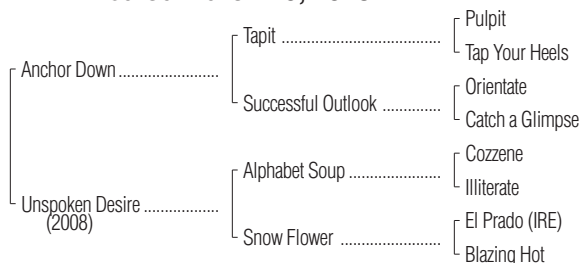 Pulpit
Tapit
Tap Your Heels
Anchor Down
Orientate
Successful Outlook
Catch a Glimpse
Cozzene
Alphabet Soup
Illiterate
Unspoken Desire
(2008)
El Prado (IRE)
Snow Flower
Blazing Hot